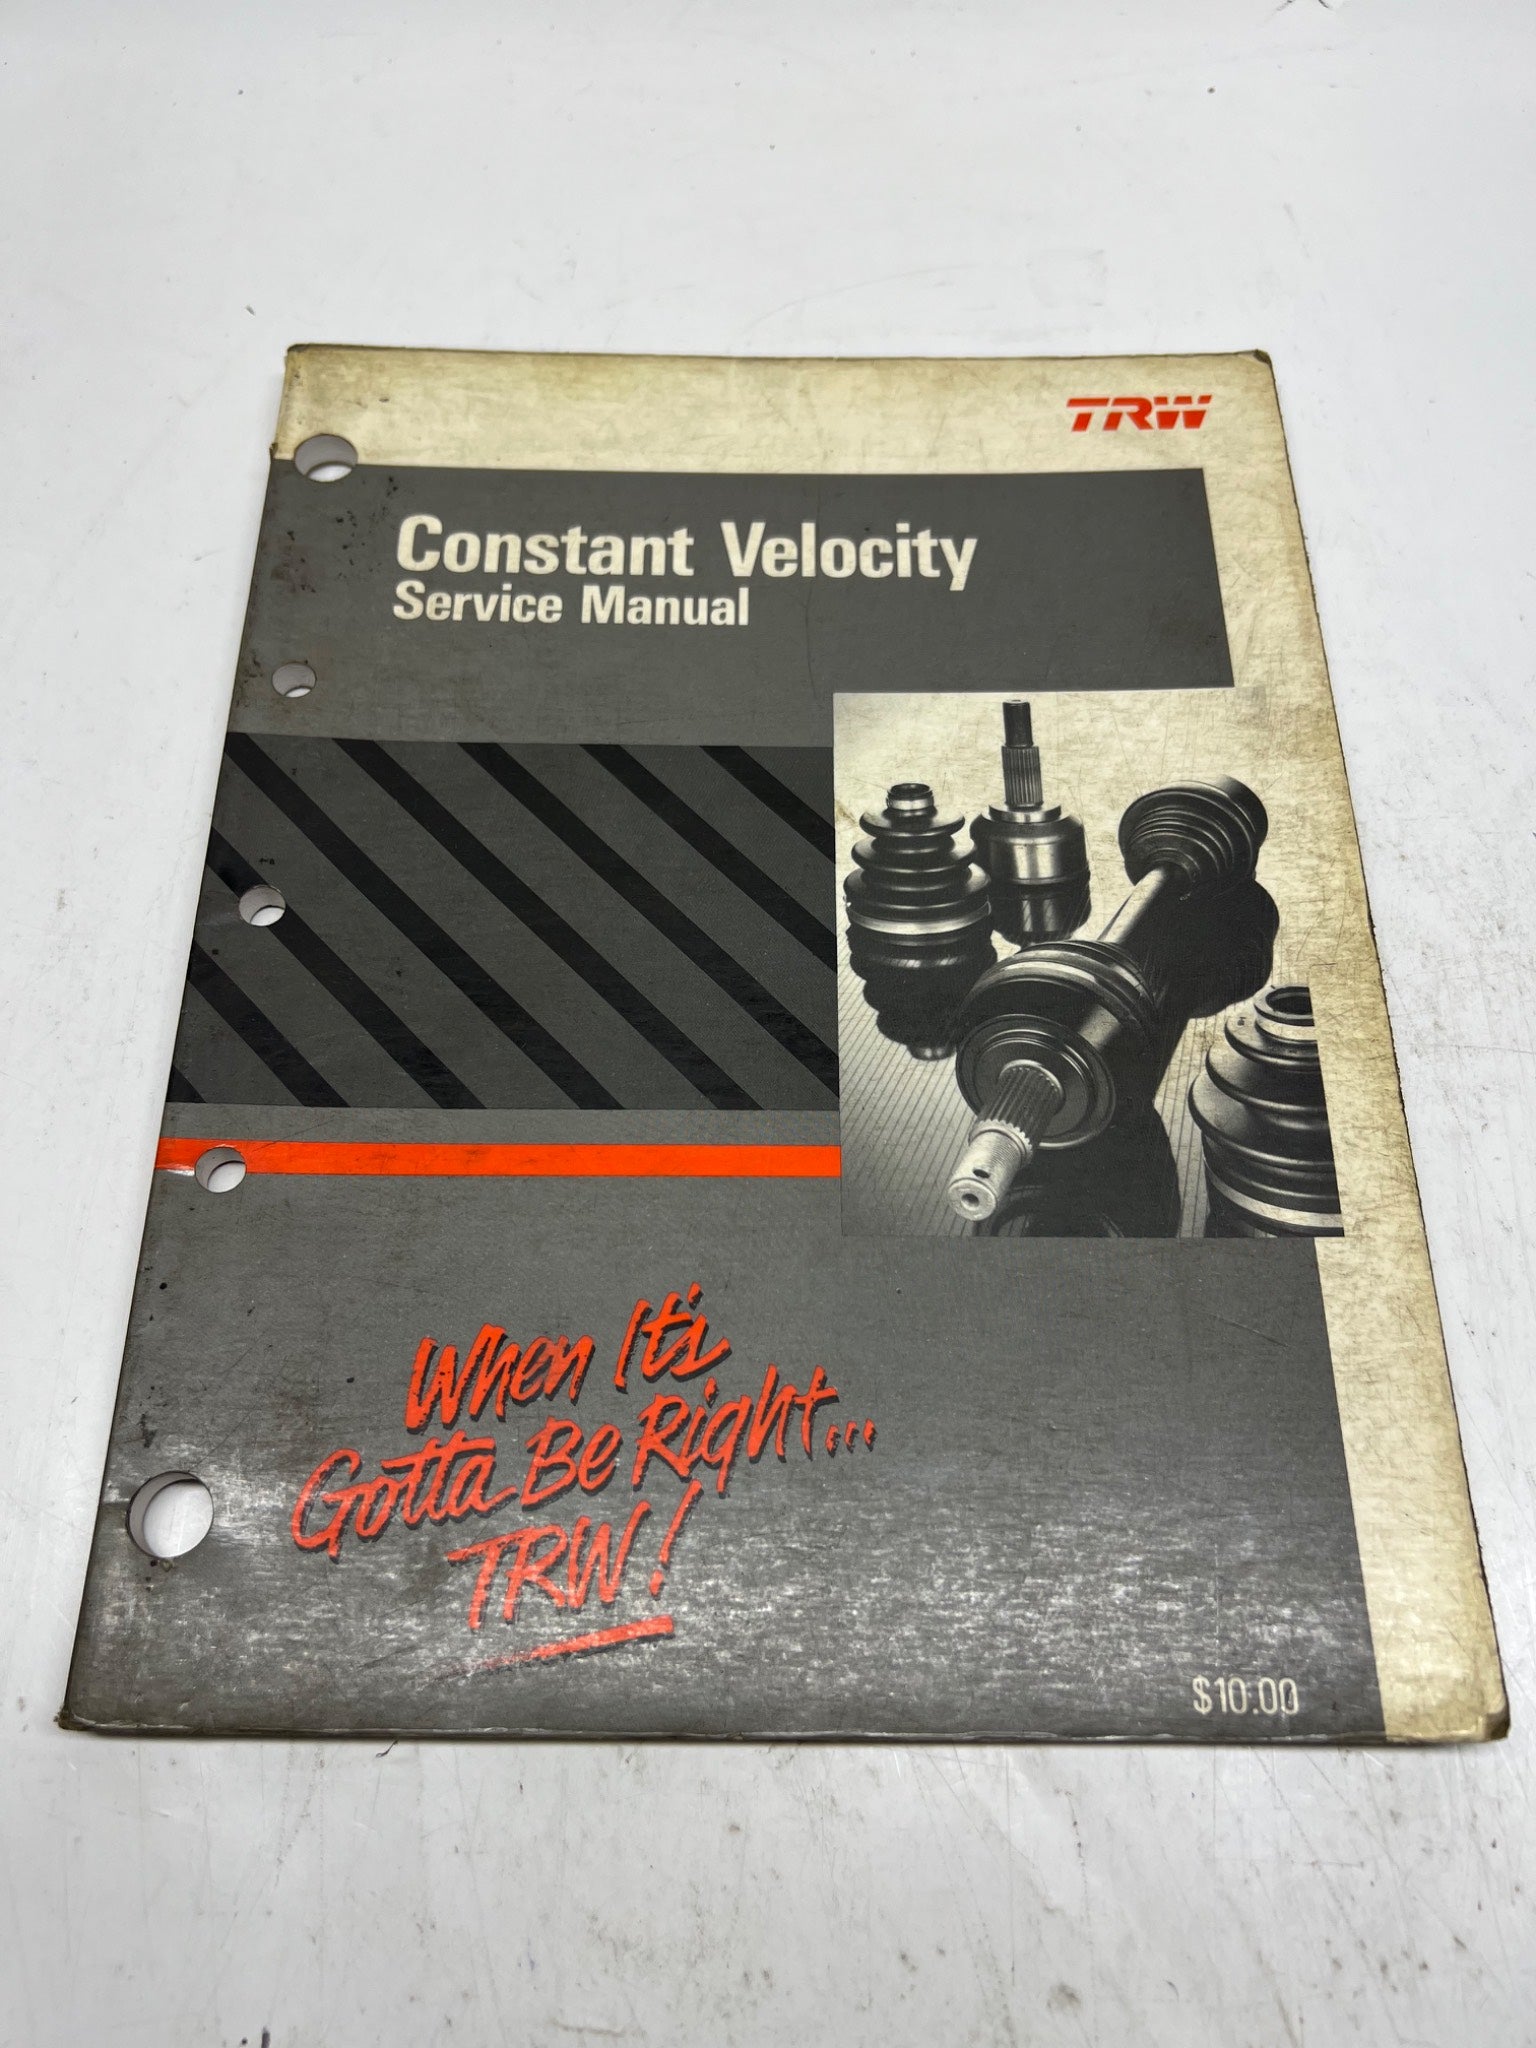 TRW
Constant Velocity
Service Manual
When It's
Gotta Be Right...
TRW!
$10.00